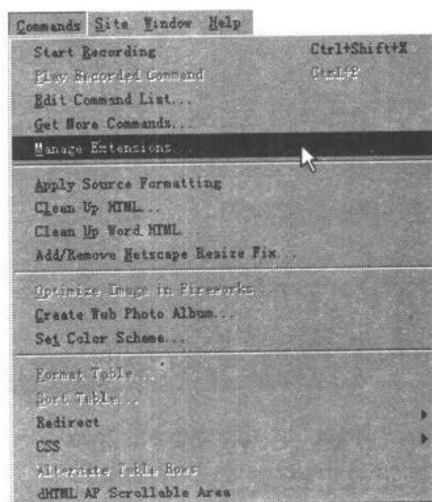 Commands Site Window Help
Start Recording Ctrl+Shift+X
Play Recorded Command Ctrl+P
Edit Command List...
Get More Commands...
Manage Extensions...
Apply Source Formatting
Clean Up HTML...
Clean Up Word HTML...
Add/Remove Netscape Resize Fix...
Optimize Image in Fireworks...
Create Web Photo Album...
Set Color Scheme...
Format Table...
Sort Table...
Redirect
CSS
Alternate Table Rows
dHTML AP Scrollable Area